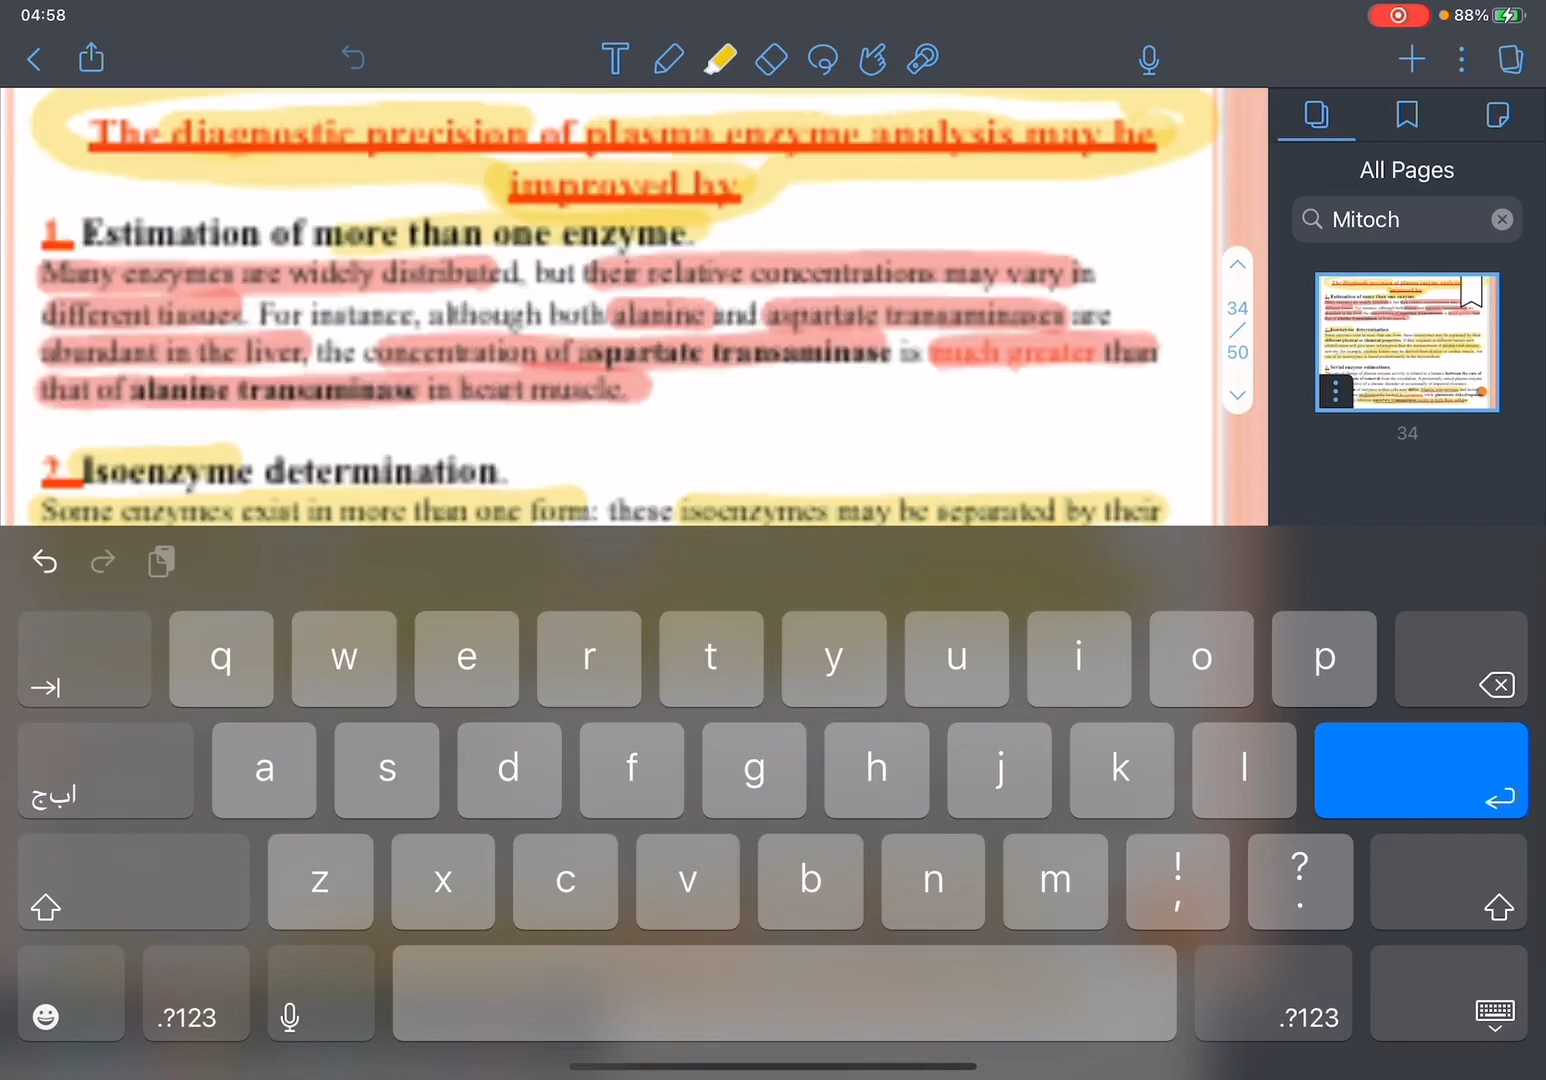 04:58
88%
The diagnostic precision of plasma enzyme analysis may be
improved by
1. Estimation of more than one enzyme.
Many enzymes are widely distributed, but their relative concentrations may vary in
different tissues. For instance, although both alanine and aspartate transaminases are
abundant in the liver, the concentration of aspartate transaminase is much greater than
that of alanine transaminase in heart muscle.
2. Isoenzyme determination.
Some enzymes exist in more than one form: these isoenzymes may be separated by their
34
/
50
All Pages
Mitoch
34
q w e r t y u i o p
ابج a s d f g h j k l
z x c v b n m ! , ? .
.?123 .?123